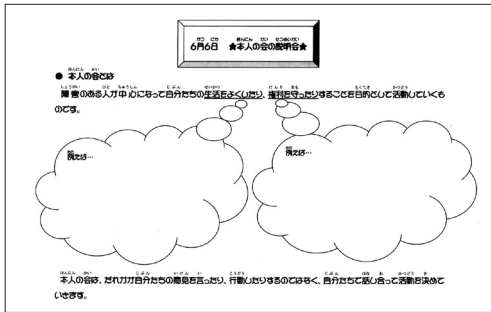 6月6日 ★本人の会の説明会★
● 本人の会とは
障害のある人が中心になって自分たちの生活をよくしたり、権利を守ったりすることを目的として活動していくも
のです。
例えば…
例えば…
本人の会は、だれかが自分たちの意見を言ったり、行動したりするのではなく、自分たちで話し合って活動を決めて
いきます。